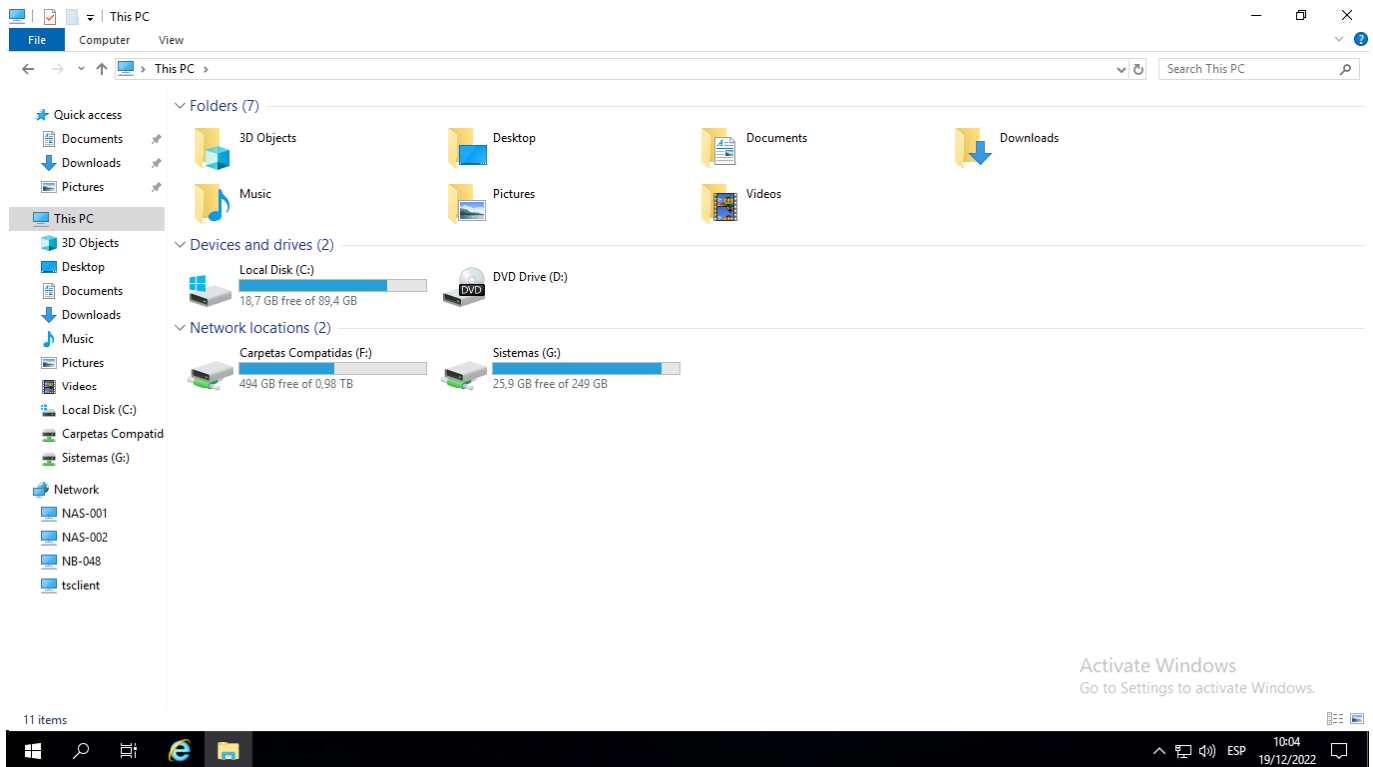 This PC
File Computer View
This PC
Search This PC
Quick access
Documents
Downloads
Pictures
This PC
3D Objects
Desktop
Documents
Downloads
Music
Pictures
Videos
Local Disk (C:)
Carpetas Compatid
Sistemas (G:)
Network
NAS-001
NAS-002
NB-048
tsclient
Folders (7)
3D Objects
Desktop
Documents
Downloads
Music
Pictures
Videos
Devices and drives (2)
Local Disk (C:)
18,7 GB free of 89,4 GB
DVD
DVD Drive (D:)
Network locations (2)
Carpetas Compatidas (F:)
494 GB free of 0,98 TB
Sistemas (G:)
25,9 GB free of 249 GB
Activate Windows
Go to Settings to activate Windows.
11 items
ESP
10:04
19/12/2022